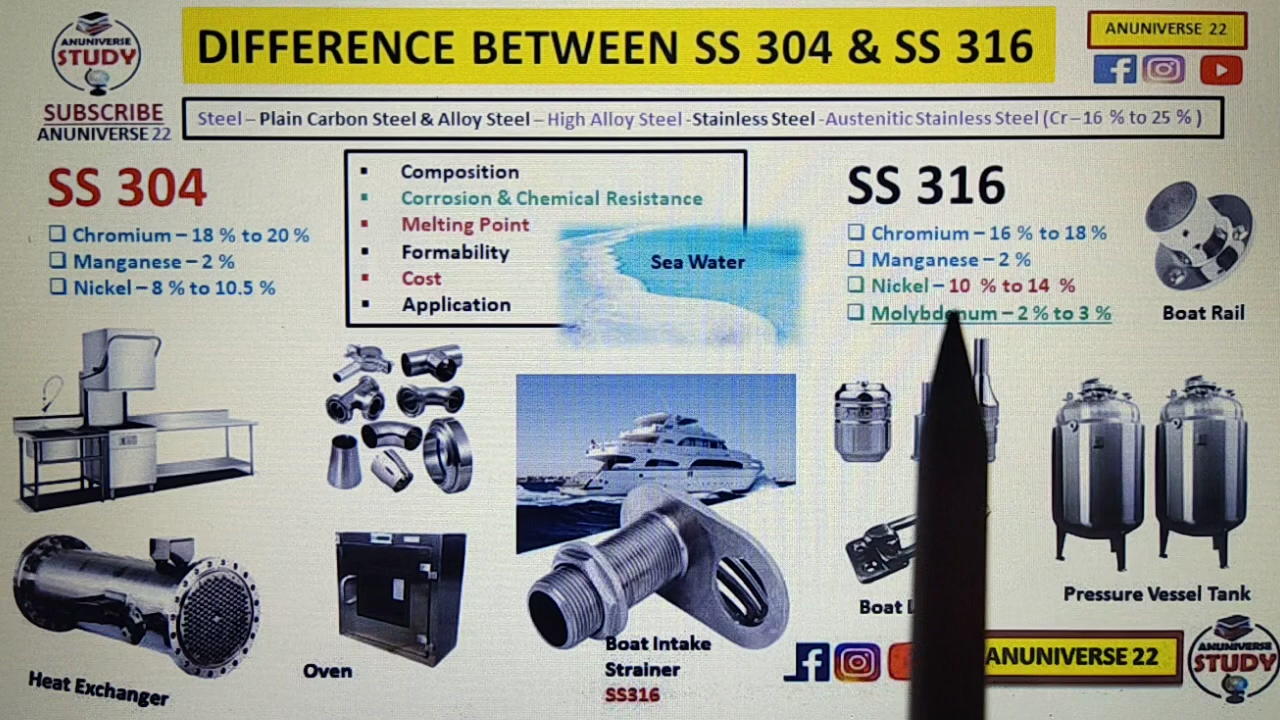 ANUNIVERSE
STUDY
SUBSCRIBE
ANUNIVERSE 22
DIFFERENCE BETWEEN SS 304 & SS 316
ANUNIVERSE 22
Steel – Plain Carbon Steel & Alloy Steel – High Alloy Steel -Stainless Steel -Austenitic Stainless Steel (Cr – 16 % to 25 % )
SS 304
❑ Chromium – 18 % to 20 %
❑ Manganese – 2 %
❑ Nickel – 8 % to 10.5 %
▪ Composition
▪ Corrosion & Chemical Resistance
▪ Melting Point
▪ Formability
▪ Cost
▪ Application
Sea Water
SS 316
❑ Chromium – 16 % to 18 %
❑ Manganese – 2 %
❑ Nickel – 10 % to 14 %
❑ Molybdenum – 2 % to 3 %
Boat Rail
Heat Exchanger
Oven
Boat Intake
Strainer
SS316
Boat
Pressure Vessel Tank
ANUNIVERSE 22
ANUNIVERSE
STUDY